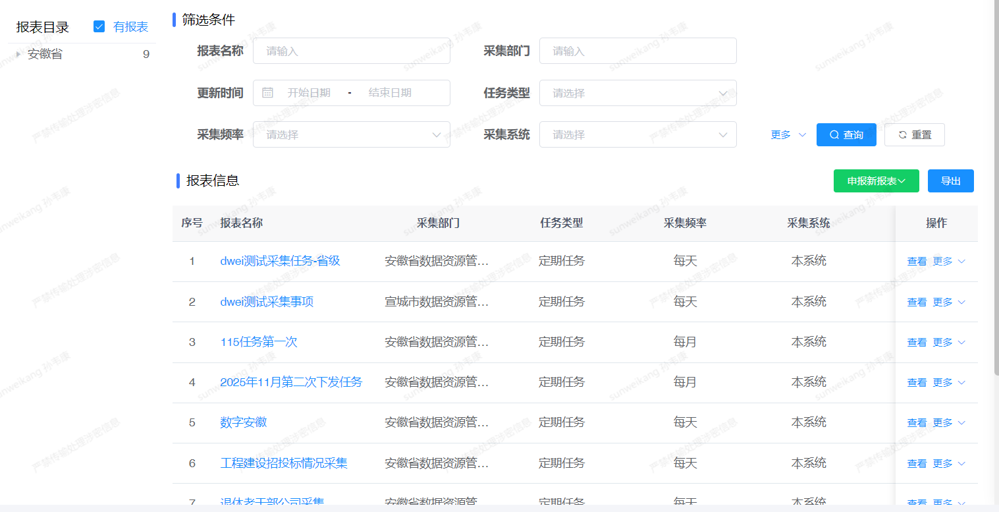 报表目录 有报表
安徽省 9
筛选条件
报表名称 请输入 采集部门 请输入
更新时间 开始日期 - 结束日期 任务类型 请选择
采集频率 请选择 采集系统 请选择 更多 查询 重置
报表信息 申报新报表 导出
序号 报表名称 采集部门 任务类型 采集频率 采集系统 操作
1 dwei测试采集任务-省级 安徽省数据资源管... 定期任务 每天 本系统 查看 更多
2 dwei测试采集事项 宣城市数据资源管... 定期任务 每天 本系统 查看 更多
3 115任务第一次 安徽省数据资源管... 定期任务 每月 本系统 查看 更多
4 2025年11月第二次下发任务 安徽省数据资源管... 定期任务 每月 本系统 查看 更多
5 数字安徽 安徽省数据资源管... 定期任务 每天 本系统 查看 更多
6 工程建设招投标情况采集 安徽省数据资源管... 定期任务 每天 本系统 查看 更多
7 退休老干部公司采集 安徽省数据资源管... 定期任务 每天 本系统 查看 更多
sunweikang 孙韦康
严禁传输处理涉密信息